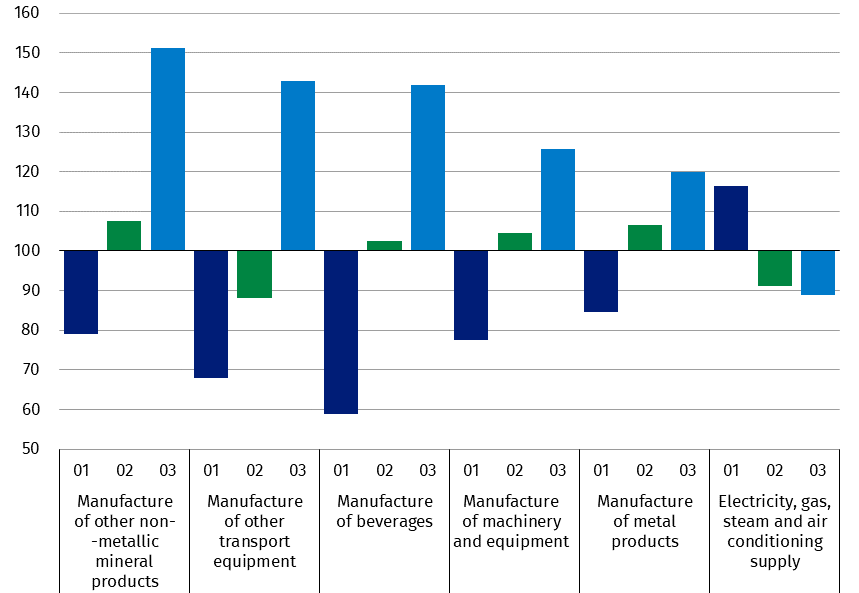 160
150
140
130
120
110
100
90
80
70
60
50
01 02 03 01 02 03 01 02 03 01 02 03 01 02 03 01 02 03
Manufacture
of other non-
-metallic
mineral
products
Manufacture
of other
transport
equipment
Manufacture
of beverages
Manufacture
of machinery
and equipment
Manufacture
of metal
products
Electricity, gas,
steam and air
conditioning
supply